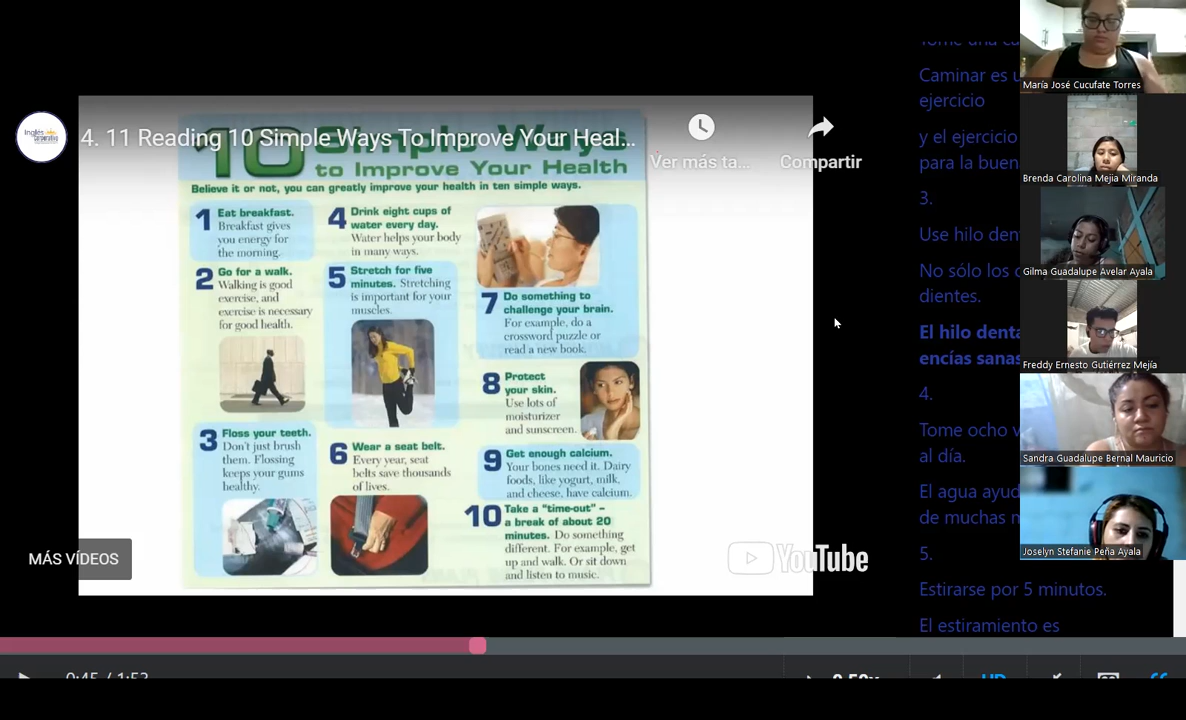 4. 11 Reading 10 Simple Ways To Improve Your Heal...
Ver más ta...
Compartir
Inglés
Corporativo
10 Simple Ways
to Improve Your Health
Believe it or not, you can greatly improve your health in ten simple ways.
1 Eat breakfast.
Breakfast gives
you energy for
the morning.
2 Go for a walk.
Walking is good
exercise, and
exercise is necessary
for good health.
3 Floss your teeth.
Don't just brush
them. Flossing
keeps your gums
healthy.
4 Drink eight cups of
water every day.
Water helps your body
in many ways.
5 Stretch for five
minutes. Stretching
is important for your
muscles.
6 Wear a seat belt.
Every year, seat
belts save thousands
of lives.
7 Do something to
challenge your brain.
For example, do a
crossword puzzle or
read a new book.
8 Protect
your skin.
Use lots of
moisturizer
and sunscreen.
9 Get enough calcium.
Your bones need it. Dairy
foods, like yogurt, milk,
and cheese, have calcium.
10 Take a "time-out" –
a break of about 20
minutes. Do something
different. For example, get
up and walk. Or sit down
and listen to music.
MÁS VÍDEOS
YouTube
0:45 / 1:53
HD
Caminar es
ejercicio
y el ejercicio
para la
3.
Use hilo
No sólo los
dientes.
El hilo
encías sanas
4.
Tome ocho
al día.
El agua
de muchas
5.
Estirarse por 5 minutos.
El estiramiento es
María José Cucufate Torres
Brenda Carolina Mejia Miranda
Gilma Guadalupe Avelar Ayala
Freddy Ernesto Gutiérrez Mejía
Sandra Guadalupe Bernal Mauricio
Joselyn Stefanie Peña Ayala